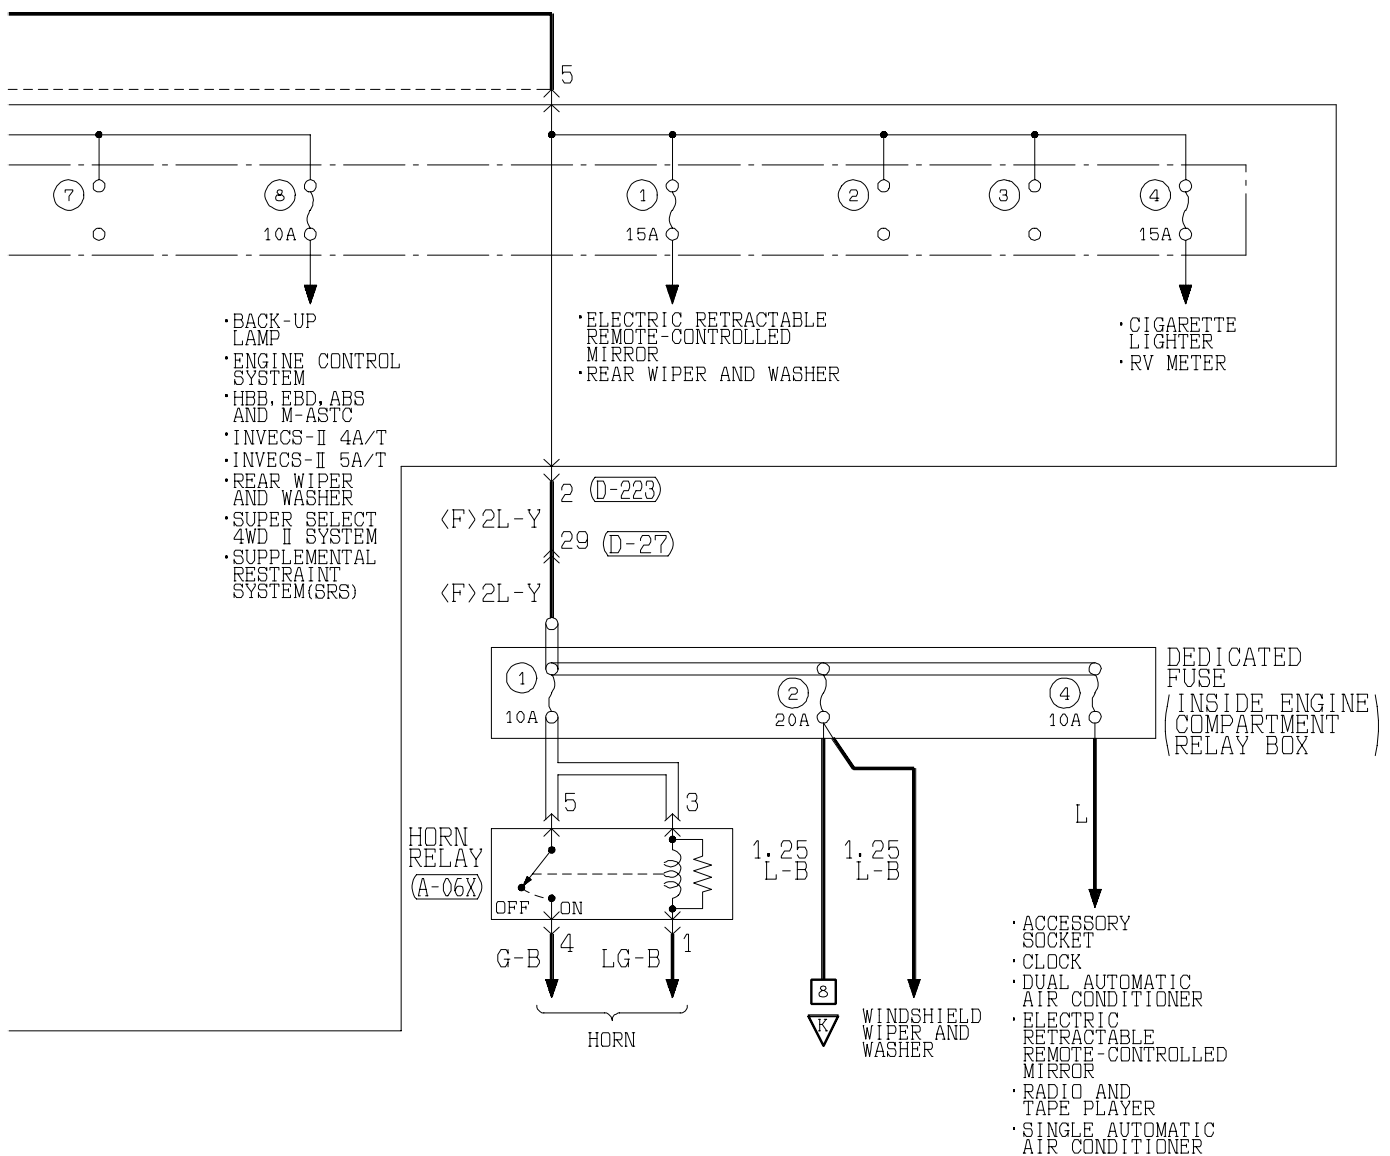 5
7
8
10A
1
15A
2
3
4
15A
·BACK-UP
LAMP
·ENGINE CONTROL
SYSTEM
·HBB,EBD,ABS
AND M-ASTC
·INVECS-Ⅱ 4A/T
·INVECS-Ⅱ 5A/T
·REAR WIPER
AND WASHER
·SUPER SELECT
4WD Ⅱ SYSTEM
·SUPPLEMENTAL
RESTRAINT
SYSTEM(SRS)
·ELECTRIC RETRACTABLE
REMOTE-CONTROLLED
MIRROR
·REAR WIPER AND WASHER
·CIGARETTE
LIGHTER
·RV METER
2 (D-223)
<F>2L-Y
29 (D-27)
<F>2L-Y
1
10A
2
20A
4
10A
DEDICATED
FUSE
(INSIDE ENGINE
COMPARTMENT
RELAY BOX)
5
3
HORN
RELAY
(A-06X)
OFF
ON
4
1
G-B
LG-B
HORN
1.25
L-B
1.25
L-B
L
8
K
WINDSHIELD
WIPER AND
WASHER
·ACCESSORY
SOCKET
·CLOCK
·DUAL AUTOMATIC
AIR CONDITIONER
·ELECTRIC
RETRACTABLE
REMOTE-CONTROLLED
MIRROR
·RADIO AND
TAPE PLAYER
·SINGLE AUTOMATIC
AIR CONDITIONER